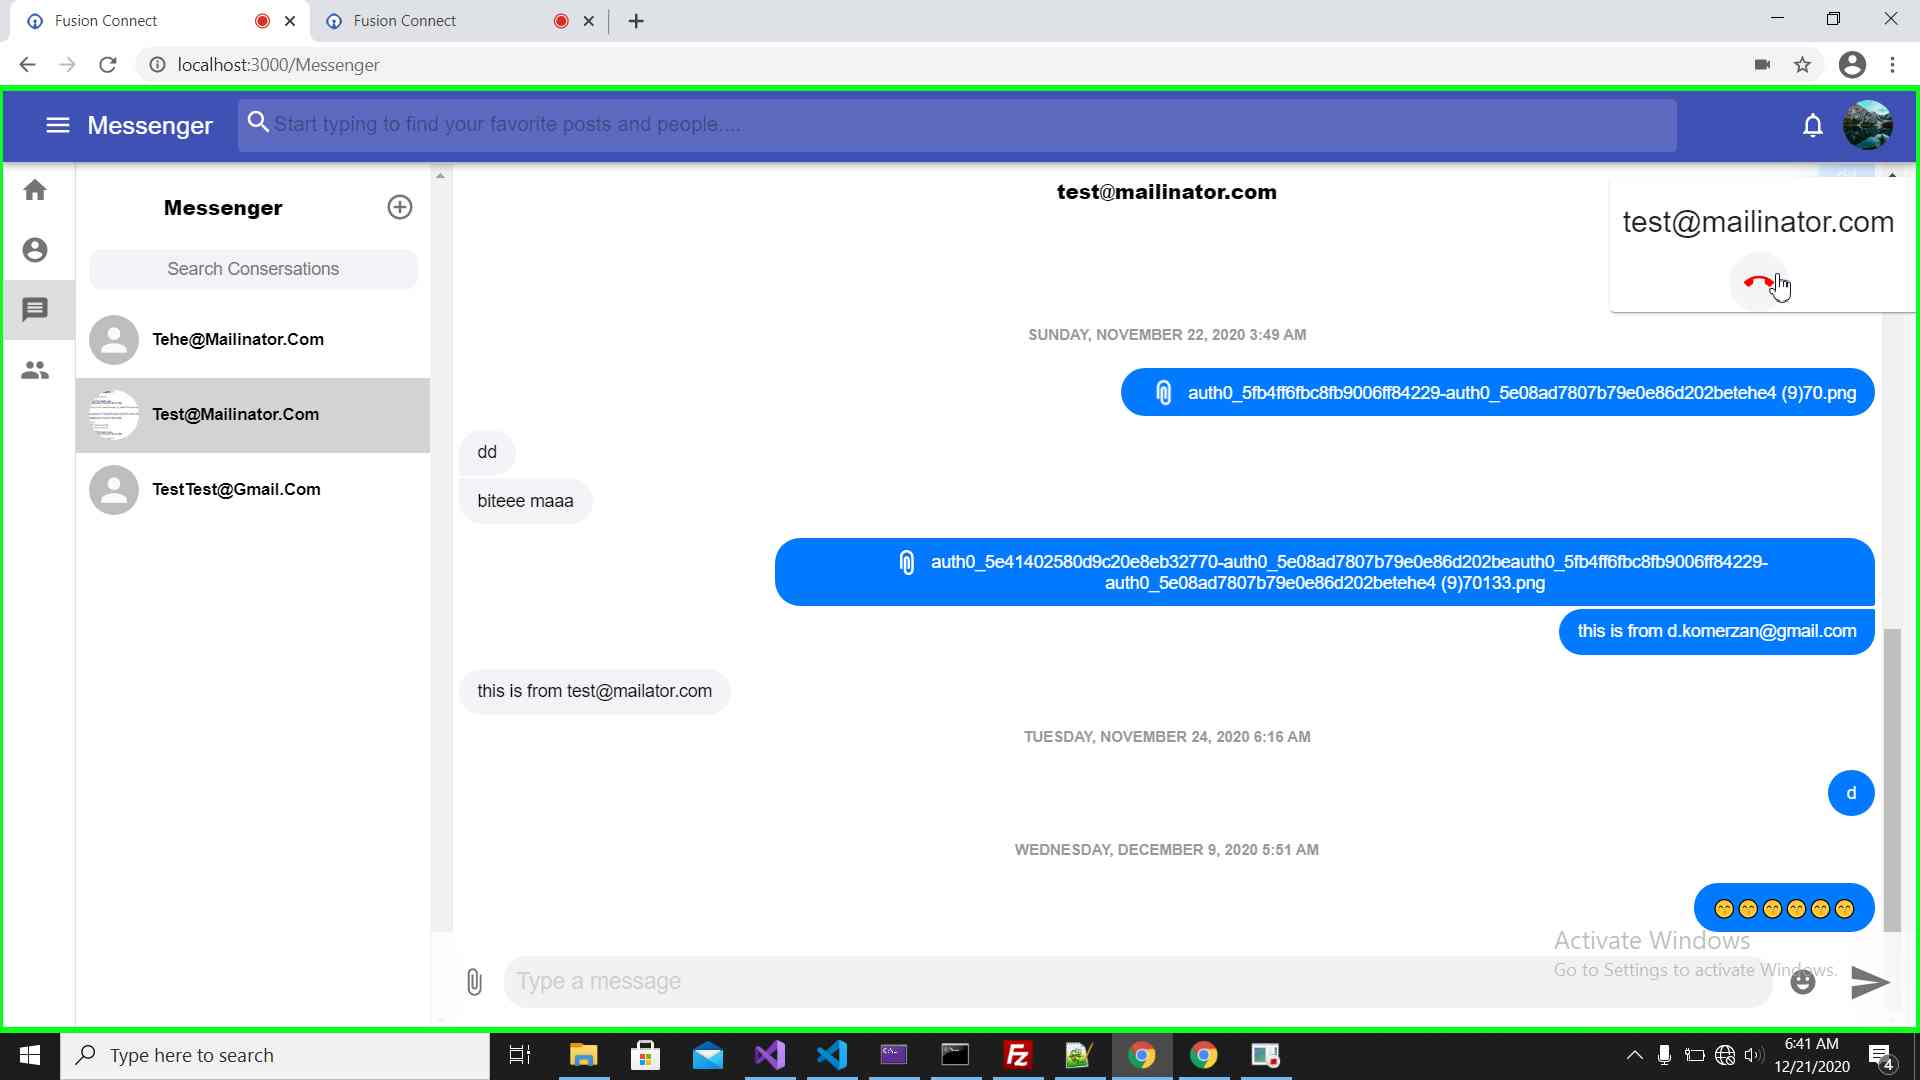 Fusion Connect
Fusion Connect
localhost:3000/Messenger
Messenger
Start typing to find your favorite posts and people....
Messenger
Search Consersations
Tehe@Mailinator.Com
Test@Mailinator.Com
TestTest@Gmail.Com
test@mailinator.com
dd
test@mailinator.com
SUNDAY, NOVEMBER 22, 2020 3:49 AM
auth0_5fb4ff6fbc8fb9006ff84229-auth0_5e08ad7807b79e0e86d202betehe4 (9)70.png
dd
biteee maaa
auth0_5e41402580d9c20e8eb32770-auth0_5e08ad7807b79e0e86d202beauth0_5fb4ff6fbc8fb9006ff84229-
auth0_5e08ad7807b79e0e86d202betehe4 (9)70133.png
this is from d.komerzan@gmail.com
this is from test@mailator.com
TUESDAY, NOVEMBER 24, 2020 6:16 AM
d
WEDNESDAY, DECEMBER 9, 2020 5:51 AM
Activate Windows
Go to Settings to activate Windows.
Type a message
Type here to search
6:41 AM
12/21/2020
4